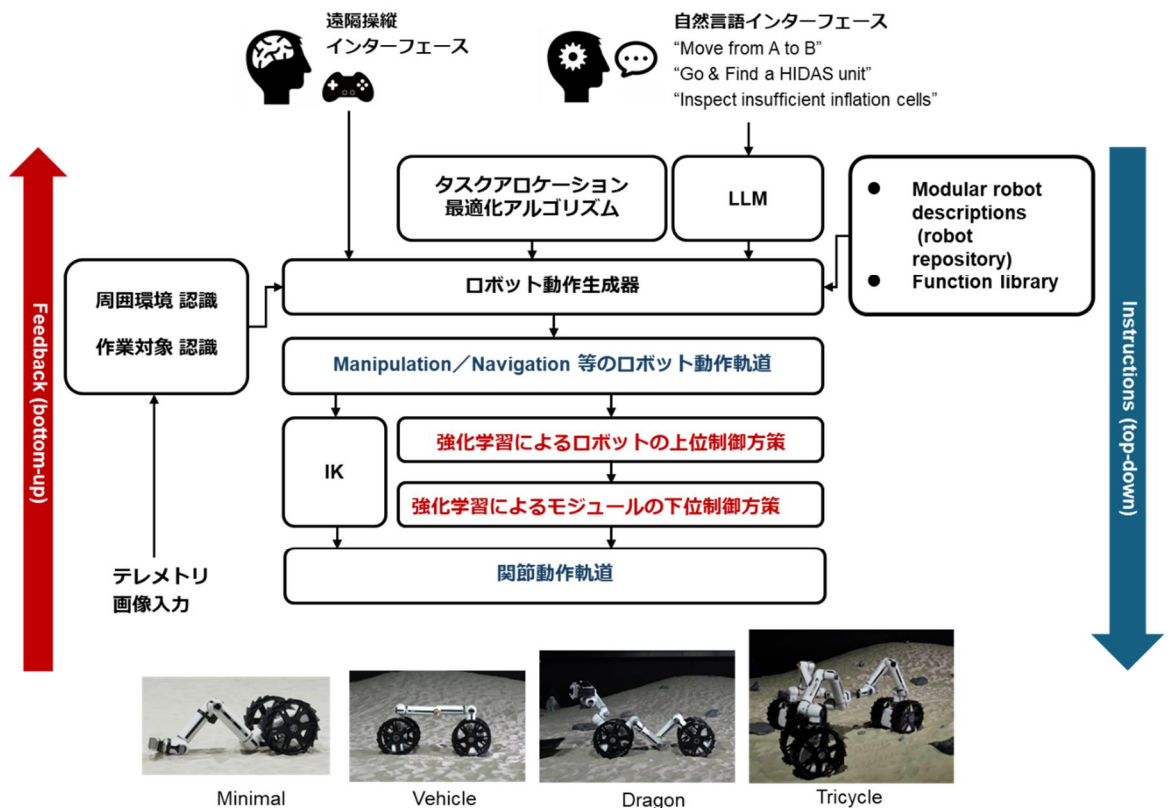 遠隔操縦
インターフェース
自然言語インターフェース
“Move from A to B”
“Go & Find a HIDAS unit”
“Inspect insufficient inflation cells”
タスクアロケーション
最適化アルゴリズム
LLM
● Modular robot
descriptions
(robot
repository)
● Function library
ロボット動作生成器
周囲環境 認識
作業対象 認識
Manipulation／Navigation 等のロボット動作軌道
IK
強化学習によるロボットの上位制御方策
強化学習によるモジュールの下位制御方策
関節動作軌道
テレメトリ
画像入力
Feedback (bottom-up)
Instructions (top-down)
Minimal
Vehicle
Dragon
Tricycle